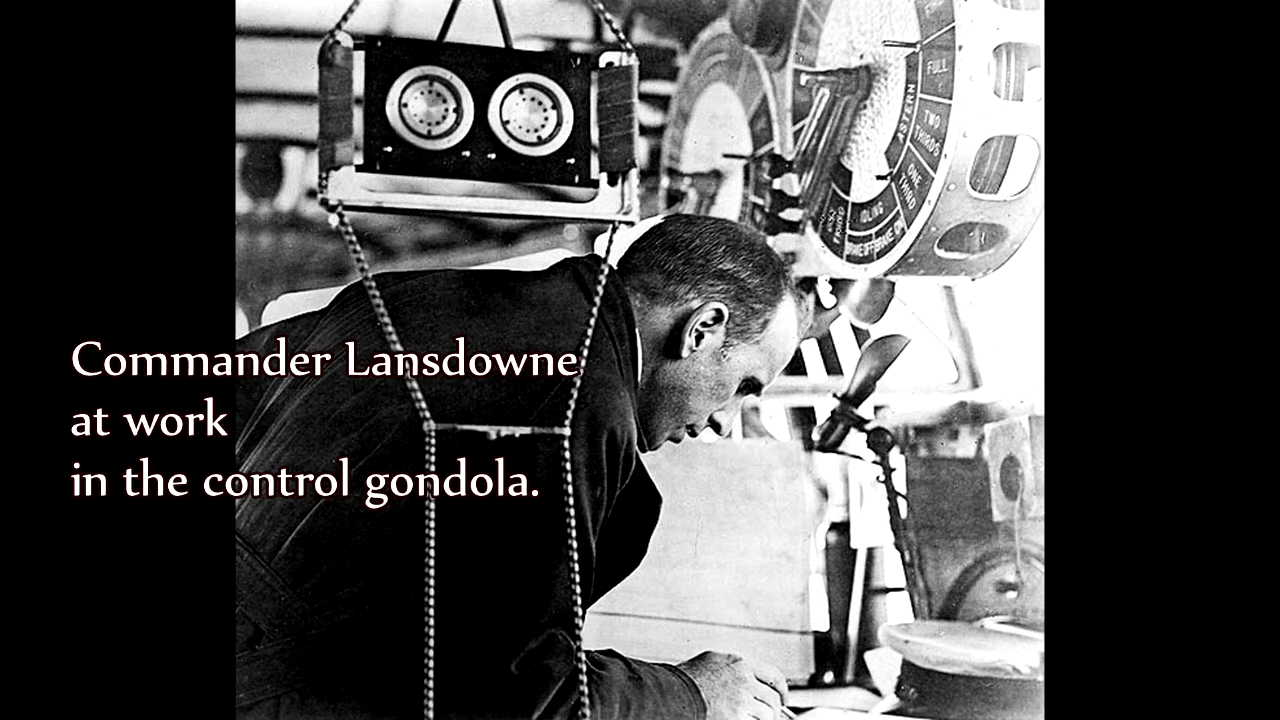 Commander Lansdowne
at work
in the control gondola.
FULL
TWO
THIRDS
ONE
THIRD
IDLING
ASTERN